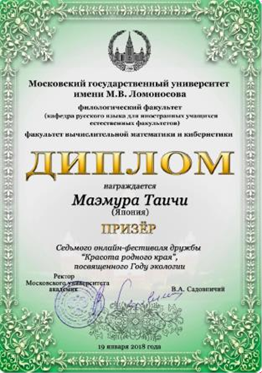 Московский государственный университет
имени М.В. Ломоносова
филологический факультет
(кафедра русского языка для иностранных учащихся
естественных факультетов)
факультет вычислительной математики и кибернетики
ДИПЛОМ
награждается
Маэмура Таичи
(Япония)
ПРИЗЁР
Седьмого онлайн-фестиваля дружбы
"Красота родного края",
посвященного Году экологии
Ректор
Московского университета
академик
В.А. Садовничий
19 января 2018 года